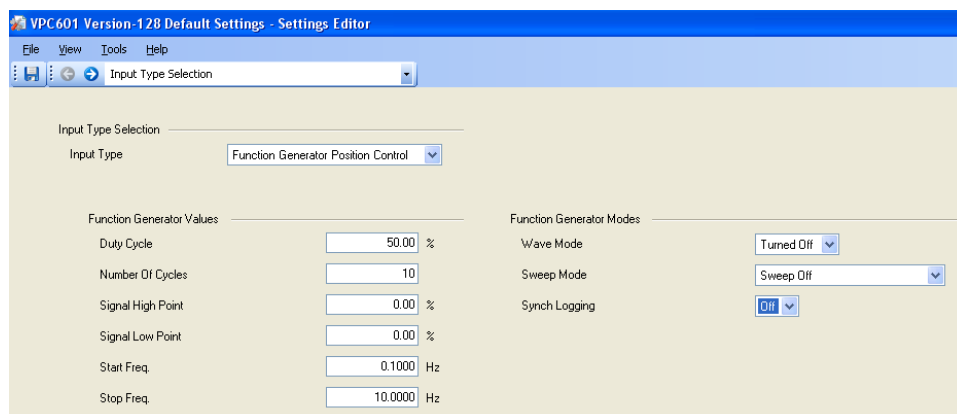 VPC601 Version-128 Default Settings - Settings Editor
File View Tools Help
Input Type Selection
Input Type Selection
Input Type Function Generator Position Control
Function Generator Values Function Generator Modes
Duty Cycle 50.00 % Wave Mode Turned Off
Number Of Cycles 10 Sweep Mode Sweep Off
Signal High Point 0.00 % Synch Logging Off
Signal Low Point 0.00 %
Start Freq. 0.1000 Hz
Stop Freq. 10.0000 Hz